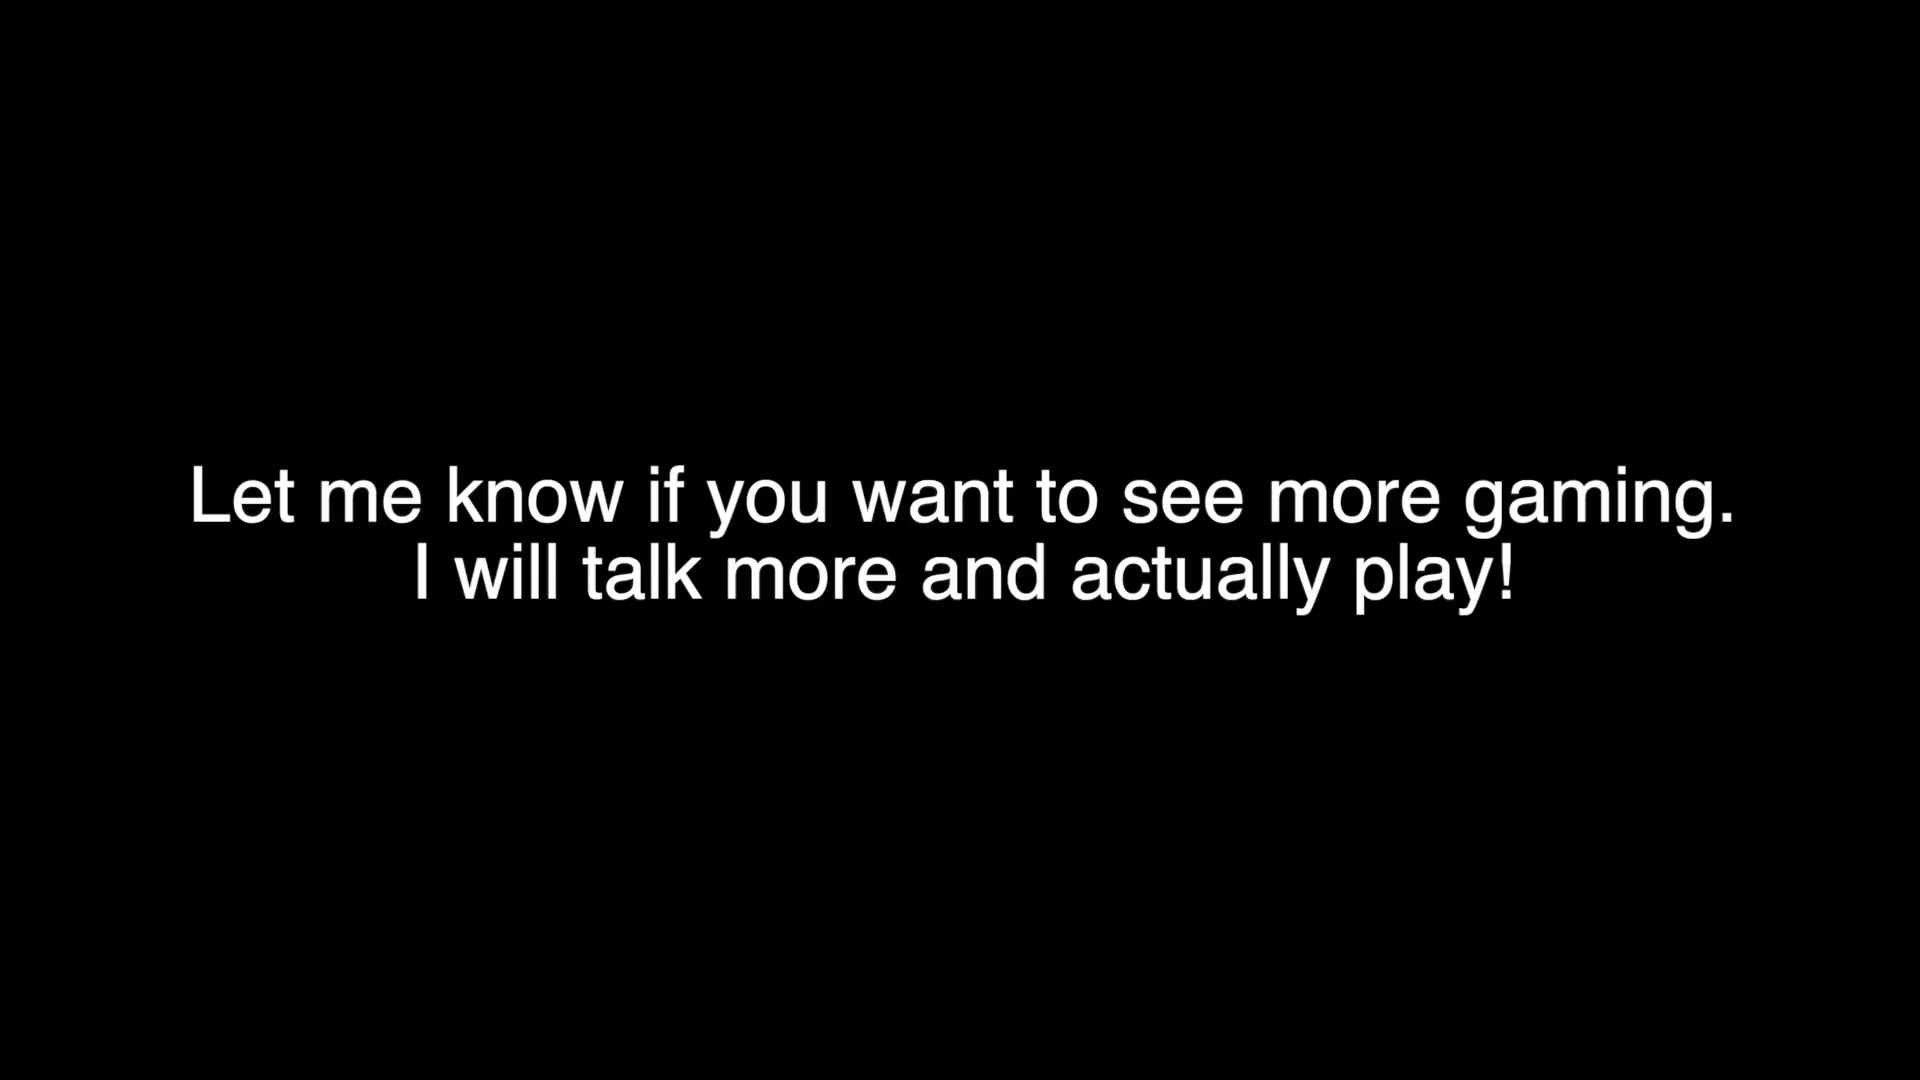 Let me know if you want to see more gaming.
I will talk more and actually play!